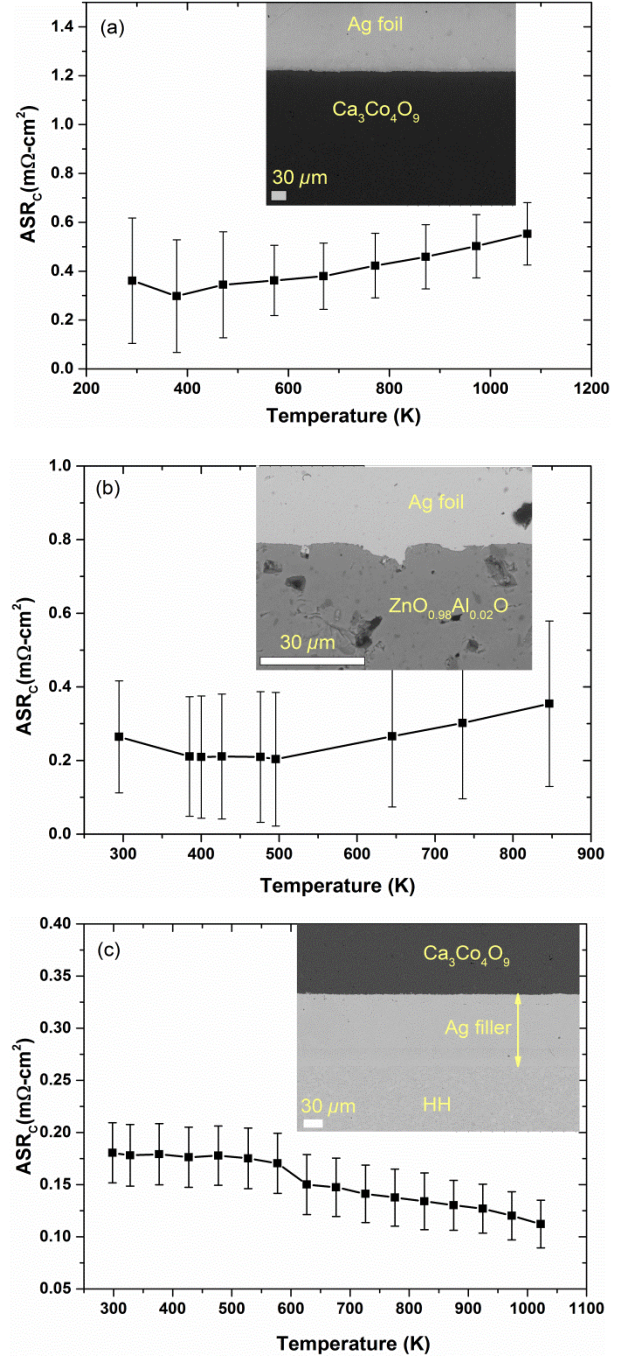 (a)
Ag foil
Ca₃Co₄O₉
30 µm
ASR_C(mΩ-cm²)
1.4
1.2
1.0
0.8
0.6
0.4
0.2
0.0
200 400 600 800 1000 1200
Temperature (K)
(b)
Ag foil
ZnO₀.₉₈Al₀.₀₂O
30 µm
ASR_C(mΩ-cm²)
1.0
0.8
0.6
0.4
0.2
0.0
300 400 500 600 700 800 900
Temperature (K)
(c)
Ca₃Co₄O₉
Ag filler
HH
30 µm
ASR_C(mΩ-cm²)
0.40
0.35
0.30
0.25
0.20
0.15
0.10
0.05
300 400 500 600 700 800 900 1000 1100
Temperature (K)